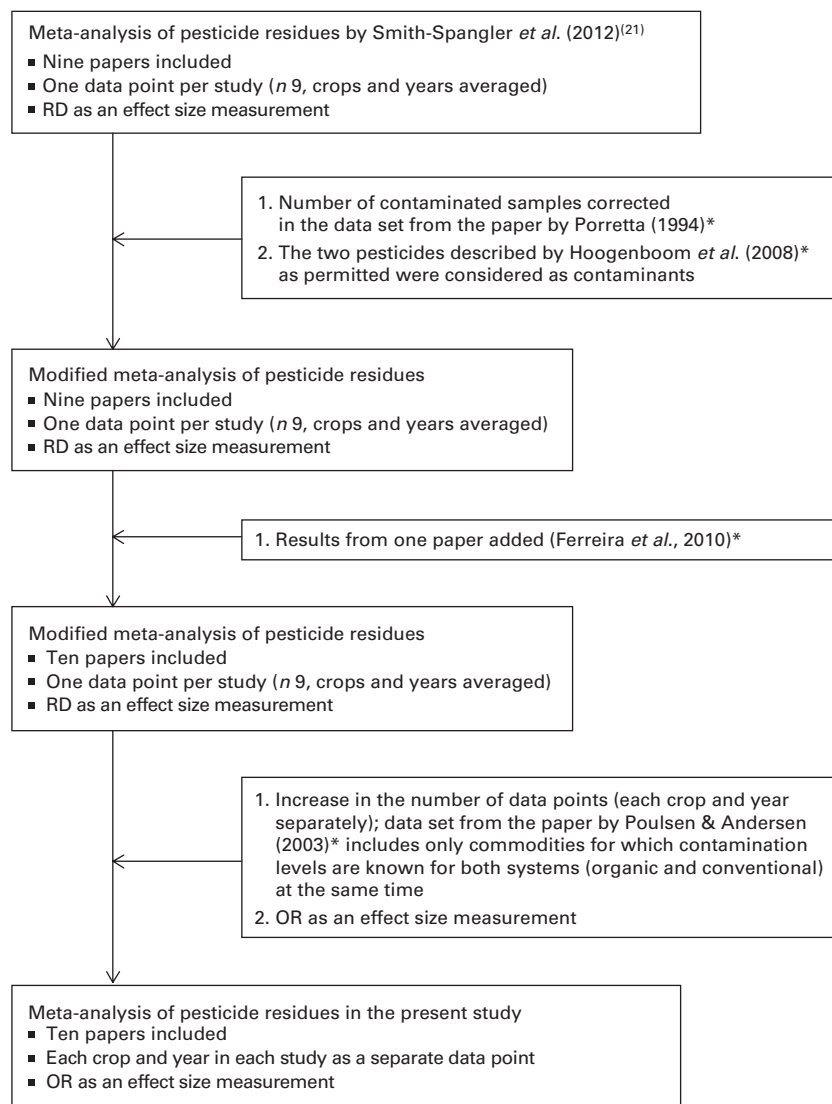 Meta-analysis of pesticide residues by Smith-Spangler et al. (2012)(21)
▪ Nine papers included
▪ One data point per study (n 9, crops and years averaged)
▪ RD as an effect size measurement
1. Number of contaminated samples corrected
in the data set from the paper by Porretta (1994)*
2. The two pesticides described by Hoogenboom et al. (2008)*
as permitted were considered as contaminants
Modified meta-analysis of pesticide residues
▪ Nine papers included
▪ One data point per study (n 9, crops and years averaged)
▪ RD as an effect size measurement
1. Results from one paper added (Ferreira et al., 2010)*
Modified meta-analysis of pesticide residues
▪ Ten papers included
▪ One data point per study (n 9, crops and years averaged)
▪ RD as an effect size measurement
1. Increase in the number of data points (each crop and year
separately); data set from the paper by Poulsen & Andersen
(2003)* includes only commodities for which contamination
levels are known for both systems (organic and conventional)
at the same time
2. OR as an effect size measurement
Meta-analysis of pesticide residues in the present study
▪ Ten papers included
▪ Each crop and year in each study as a separate data point
▪ OR as an effect size measurement